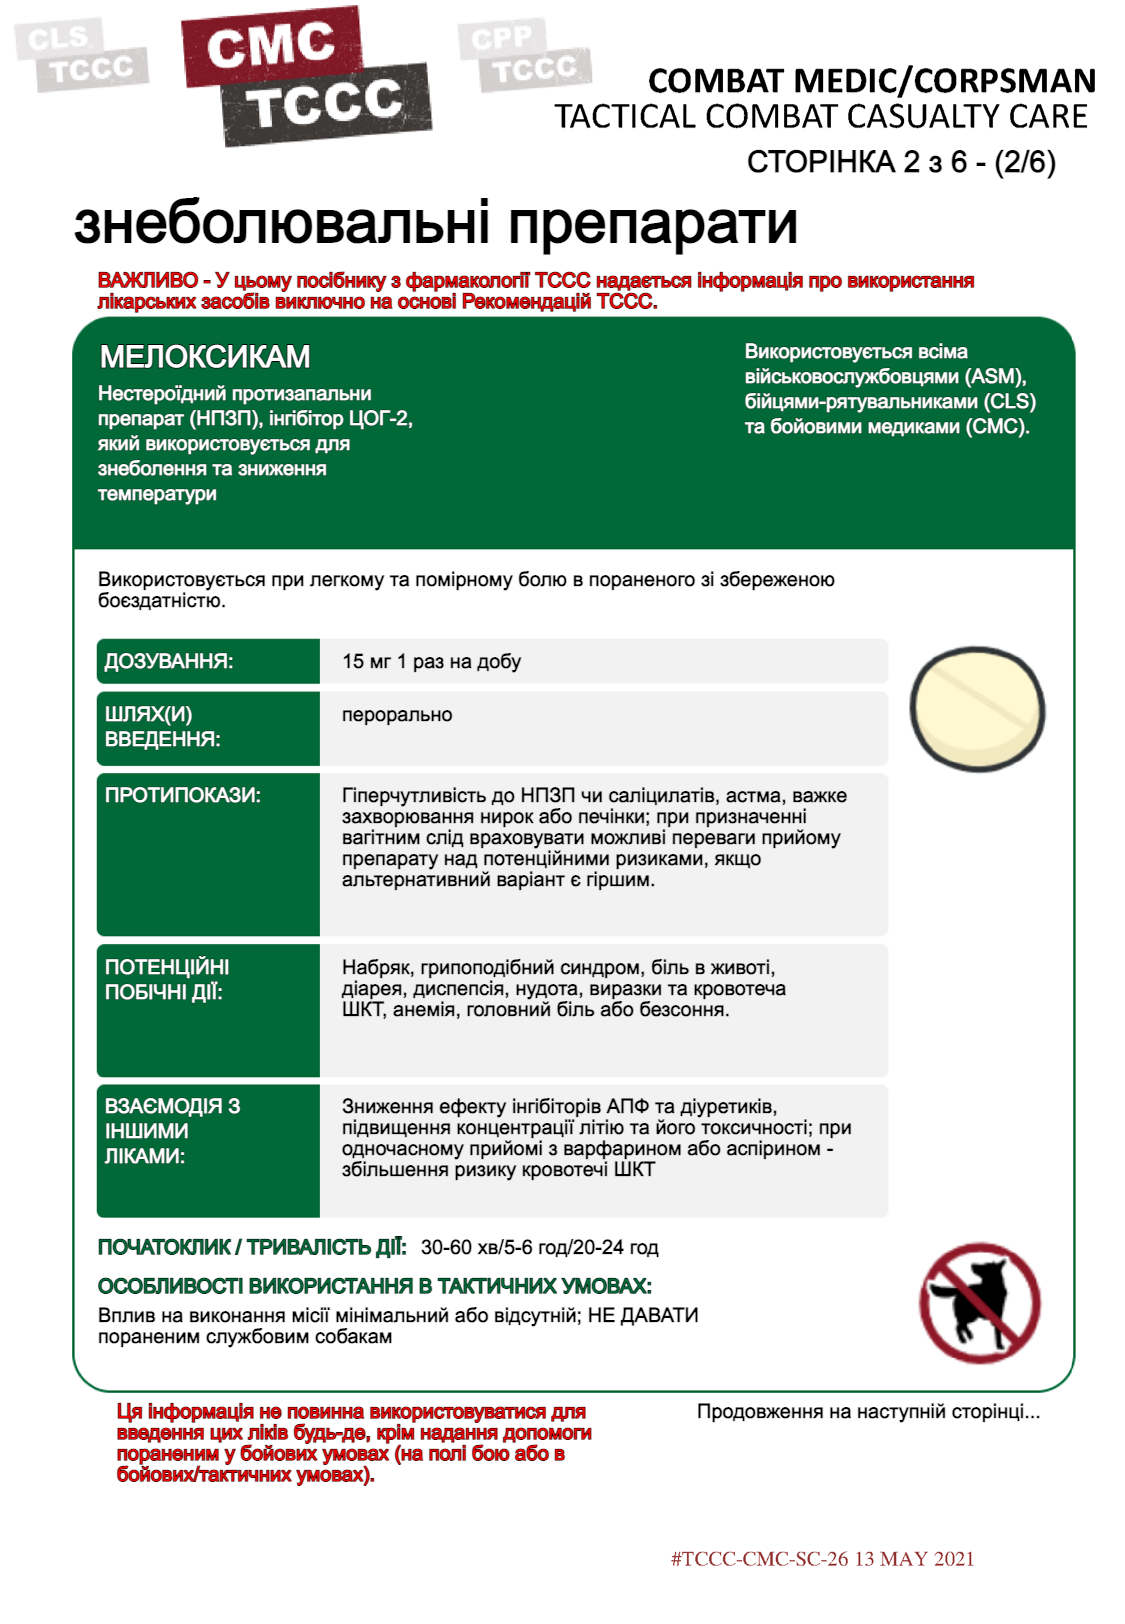 CLS
TCCC
CMC
TCCC
CPP
TCCC
COMBAT MEDIC/CORPSMAN
TACTICAL COMBAT CASUALTY CARE
СТОРІНКА 2 з 6 - (2/6)
знеболювальні препарати
ВАЖЛИВО - У цьому посібнику з фармакології ТССС надається інформація про використання
лікарських засобів виключно на основі Рекомендацій ТССС.
МЕЛОКСИКАМ
Нестероїдний протизапальни
препарат (НПЗП), інгібітор ЦОГ-2,
який використовується для
знеболення та зниження
температури
Використовується всіма
військовослужбовцями (ASM),
бійцями-рятувальниками (CLS)
та бойовими медиками (CMC).
Використовується при легкому та помірному болю в пораненого зі збереженою
боєздатністю.
ДОЗУВАННЯ:
15 мг 1 раз на добу
ШЛЯХ(И)
ВВЕДЕННЯ:
перорально
ПРОТИПОКАЗИ:
Гіперчутливість до НПЗП чи саліцилатів, астма, важке
захворювання нирок або печінки; при призначенні
вагітним слід враховувати можливі переваги прийому
препарату над потенційними ризиками, якщо
альтернативний варіант є гіршим.
ПОТЕНЦІЙНІ
ПОБІЧНІ ДІЇ:
Набряк, грипоподібний синдром, біль в животі,
діарея, диспепсія, нудота, виразки та кровотеча
ШКТ, анемія, головний біль або безсоння.
ВЗАЄМОДІЯ З
ІНШИМИ
ЛІКАМИ:
Зниження ефекту інгібіторів АПФ та діуретиків,
підвищення концентрації літію та його токсичності; при
одночасному прийомі з варфарином або аспірином -
збільшення ризику кровотечі ШКТ
ПОЧАТОКЛИК / ТРИВАЛІСТЬ ДІЇ: 30-60 хв/5-6 год/20-24 год
ОСОБЛИВОСТІ ВИКОРИСТАННЯ В ТАКТИЧНИХ УМОВАХ:
Вплив на виконання місії мінімальний або відсутній; НЕ ДАВАТИ
пораненим службовим собакам
Ця інформація не повинна використовуватися для
введення цих ліків будь-де, крім надання допомоги
пораненим у бойових умовах (на полі бою або в
бойових/тактичних умовах).
Продовження на наступній сторінці...
#TCCC-CMC-SC-26 13 MAY 2021